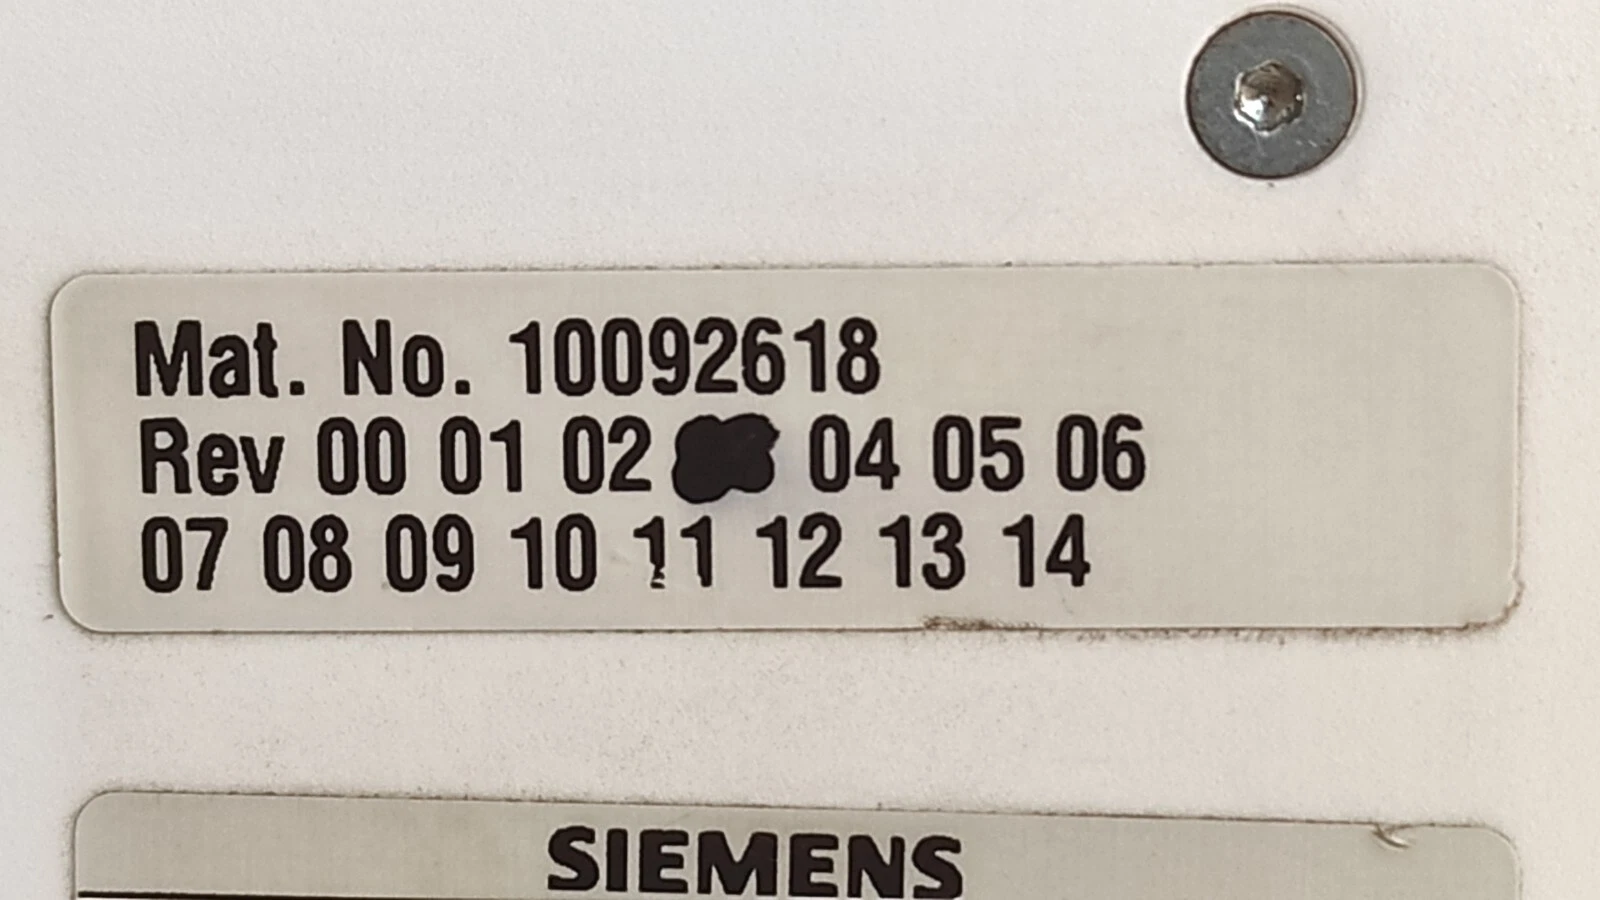 Mat. No. 10092618
Rev 00 01 02 04 05 06
07 08 09 10 11 12 13 14
SIEMENS